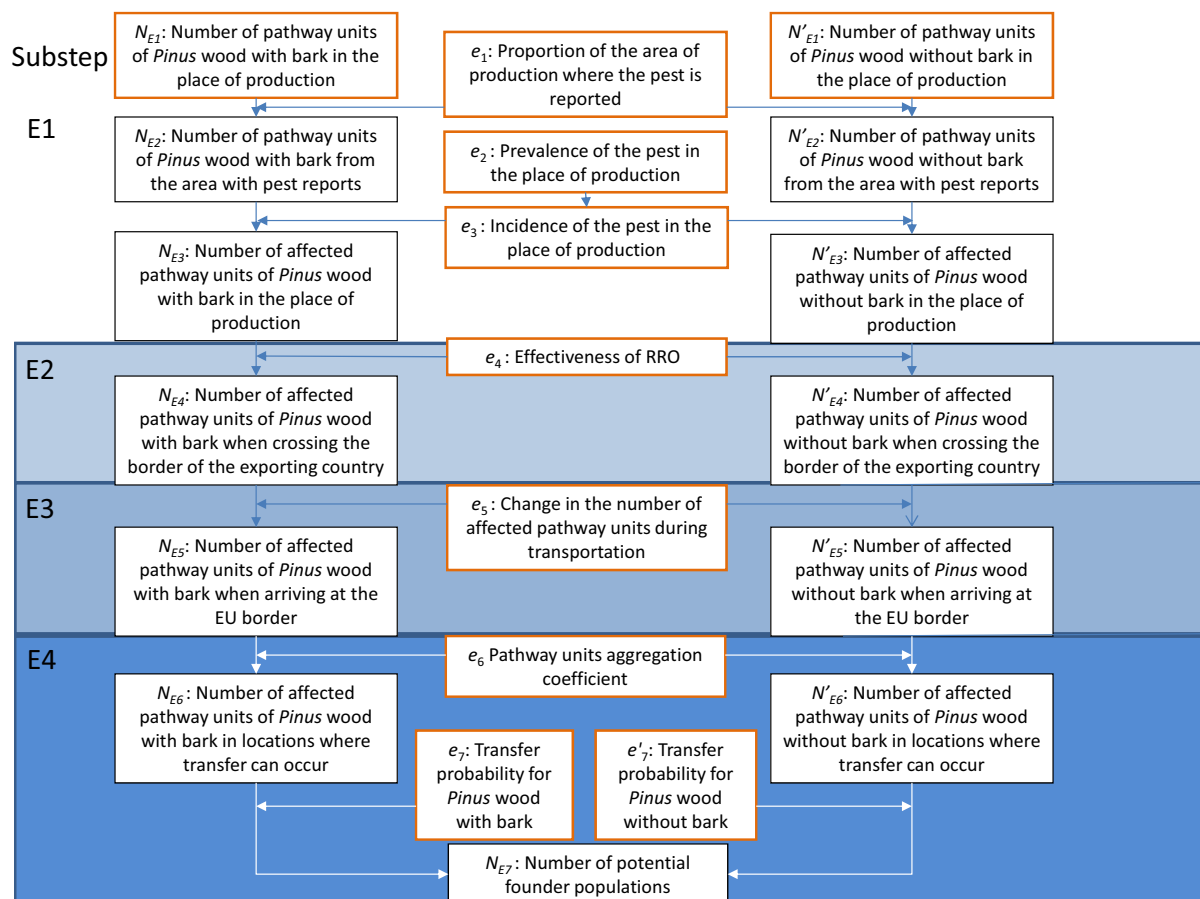 Substep
N_E1: Number of pathway units
of Pinus wood with bark in the
place of production
e_1: Proportion of the area of
production where the pest is
reported
N'_E1: Number of pathway units
of Pinus wood without bark in
the place of production
E1
N_E2: Number of pathway units
of Pinus wood with bark from
the area with pest reports
e_2: Prevalence of the pest in
the place of production
N'_E2: Number of pathway units
of Pinus wood without bark
from the area with pest reports
e_3: Incidence of the pest in the
place of production
N_E3: Number of affected
pathway units of Pinus wood
with bark in the place of
production
N'_E3: Number of affected
pathway units of Pinus wood
without bark in the place of
production
E2
e_4: Effectiveness of RRO
N_E4: Number of affected
pathway units of Pinus wood
with bark when crossing the
border of the exporting country
N'_E4: Number of affected
pathway units of Pinus wood
without bark when crossing the
border of the exporting country
E3
e_5: Change in the number of
affected pathway units during
transportation
N_E5: Number of affected
pathway units of Pinus wood
with bark when arriving at the
EU border
N'_E5: Number of affected
pathway units of Pinus wood
without bark when arriving at
the EU border
E4
e_6 Pathway units aggregation
coefficient
N_E6: Number of affected
pathway units of Pinus wood
with bark in locations where
transfer can occur
N'_E6: Number of affected
pathway units of Pinus wood
without bark in locations where
transfer can occur
e_7: Transfer
probability for
Pinus wood
with bark
e'_7: Transfer
probability for
Pinus wood
without bark
N_E7: Number of potential
founder populations